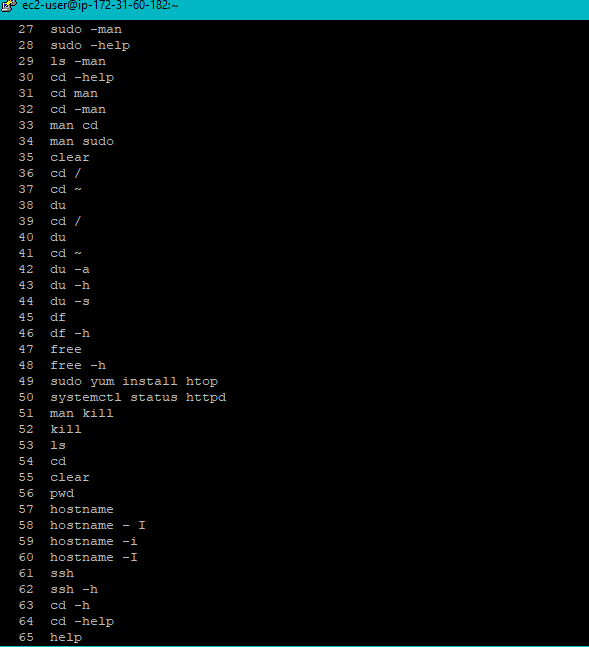 ec2-user@ip-172-31-60-182:~
27 sudo -man
28 sudo -help
29 ls -man
30 cd -help
31 cd man
32 cd -man
33 man cd
34 man sudo
35 clear
36 cd /
37 cd ~
38 du
39 cd /
40 du
41 cd ~
42 du -a
43 du -h
44 du -s
45 df
46 df -h
47 free
48 free -h
49 sudo yum install htop
50 systemctl status httpd
51 man kill
52 kill
53 ls
54 cd
55 clear
56 pwd
57 hostname
58 hostname - I
59 hostname -i
60 hostname -I
61 ssh
62 ssh -h
63 cd -h
64 cd -help
65 help